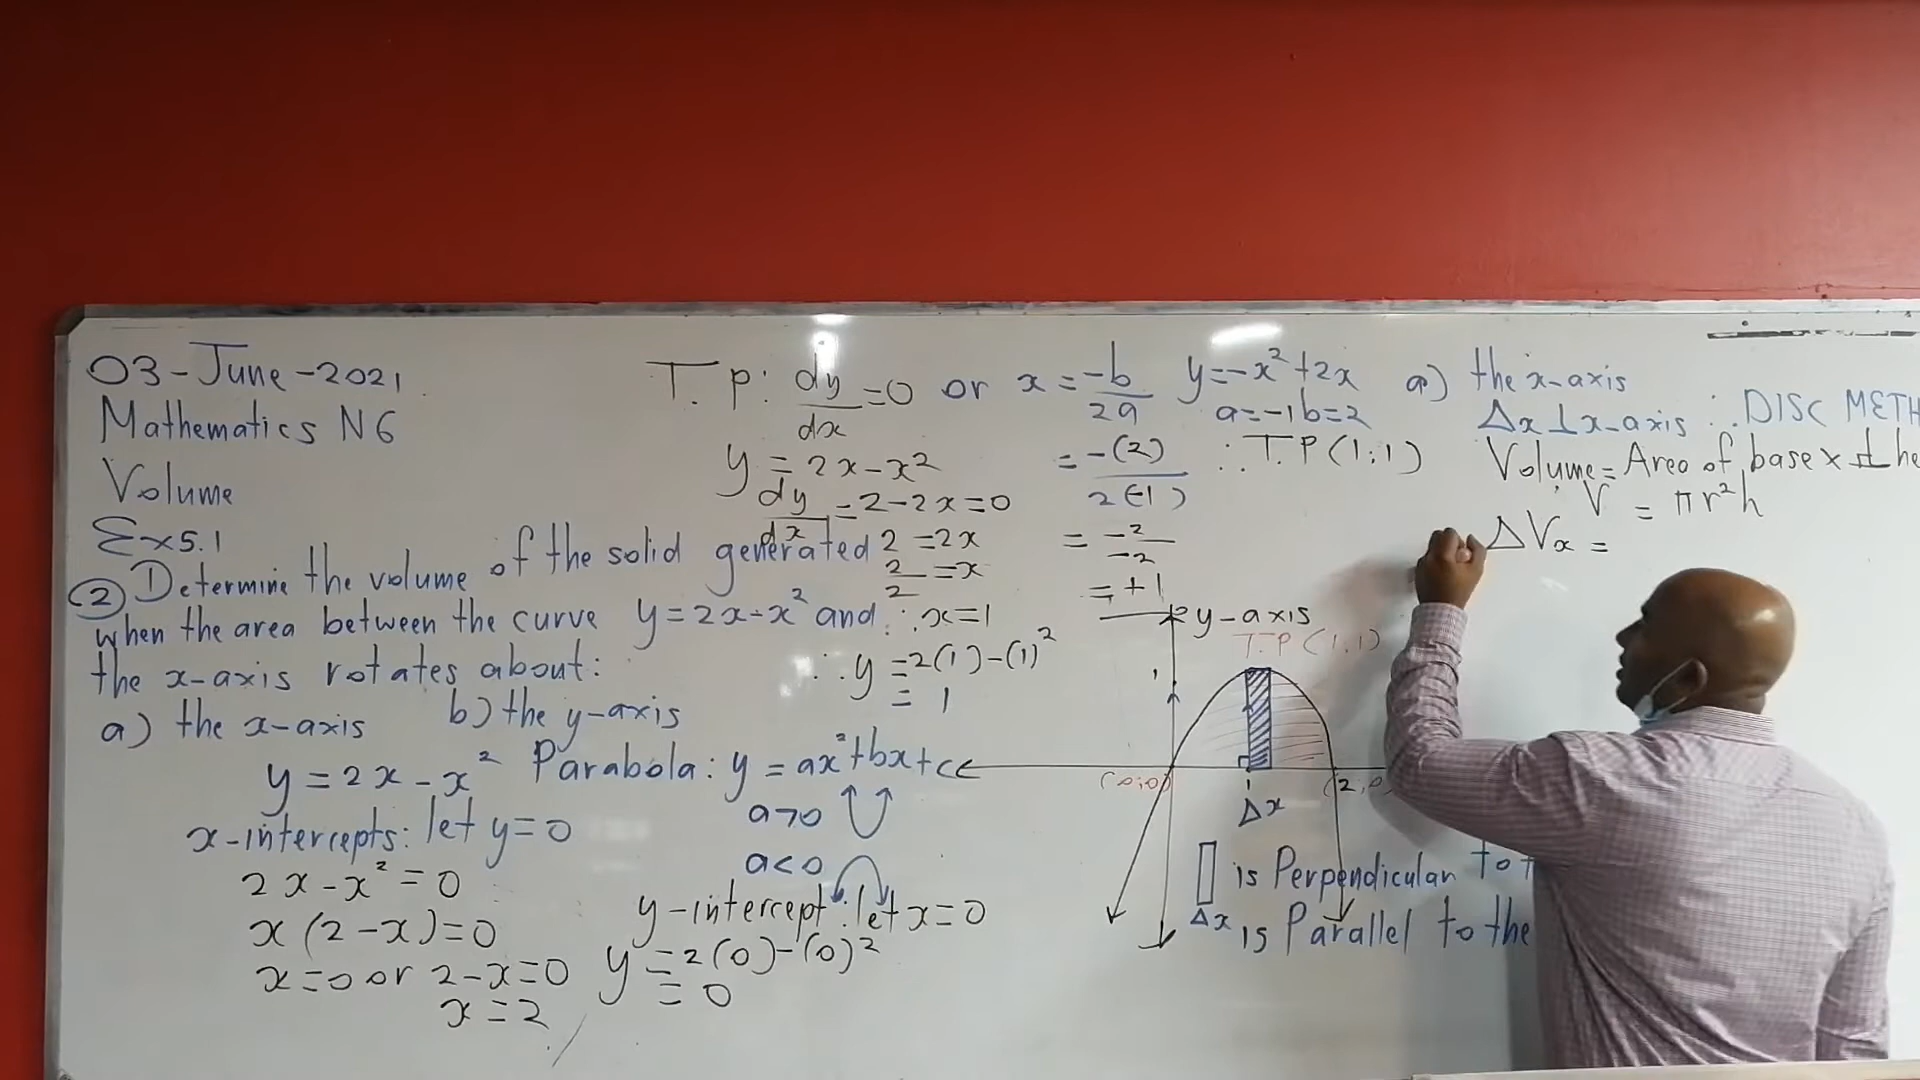 03-June-2021
Mathematics N6
Volume
Ex5.1
② Determine the volume of the solid generated
when the area between the curve y=2x-x² and
the x-axis rotates about:
a) the x-axis b) the y-axis
y=2x-x²
x-intercepts: let y=0
2x-x²=0
x(2-x)=0
x=0 or 2-x=0
x=2
Parabola: y=ax²+bx+c
a>0
a<0
y-intercept: let x=0
y=2(0)-(0)²
=0
T.P: dy/dx=0 or x=-b/2a y=-x²+2x
a=-1 b=2
y=2x-x²
dy/dx=2-2x=0
2=2x
2/2=x
∴x=1
∴y=2(1)-(1)²
=1
=-(2)/2(-1)
=-2/-2
=+1
∴T.P(1;1)
y-axis
T.P(1,1)
1
(0;0)
(2;0)
Δx
▯ is Perpendicular to
Δx is Parallel to the
a) the x-axis
Δx⊥x-axis ∴DISC METH
Volume=Area of base x ⊥ he
V=πr²h
ΔVx=